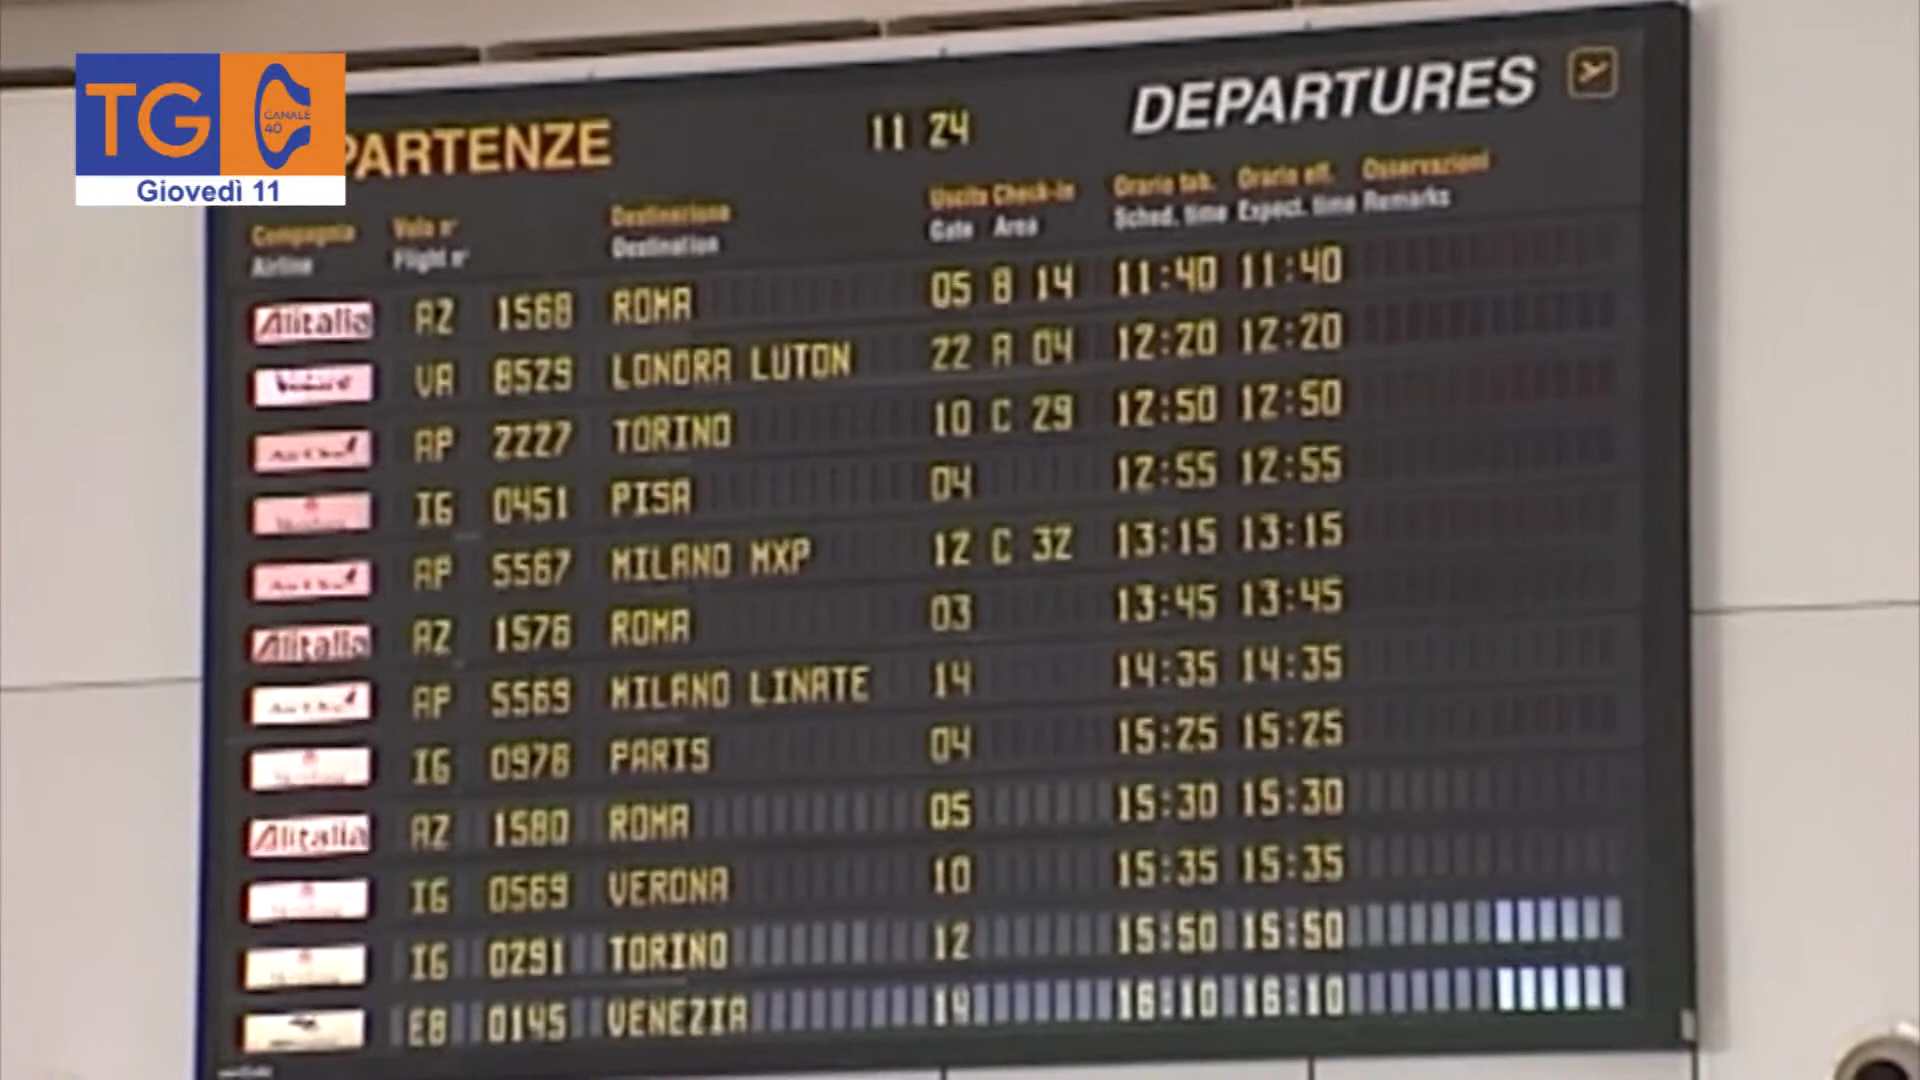 TG CANALE 40
Giovedì 11
PARTENZE 11 24 DEPARTURES
Compagnia Volo n° Destinazione Uscita Check-in Orario tab. Orario eff. Osservazioni
Airline Flight n° Destination Gate Area Sched. time Expect. time Remarks
Alitalia AZ 1568 ROMA 05 B 14 11:40 11:40
VA 8529 LONDRA LUTON 22 A 04 12:20 12:20
AP 2227 TORINO 10 C 29 12:50 12:50
IG 0451 PISA 04 12:55 12:55
AP 5567 MILANO MXP 12 C 32 13:15 13:15
Alitalia AZ 1578 ROMA 03 13:45 13:45
AP 5569 MILANO LINATE 14 14:35 14:35
IG 0978 PARIS 04 15:25 15:25
Alitalia AZ 1580 ROMA 05 15:30 15:30
IG 0569 VERONA 10 15:35 15:35
IG 0291 TORINO 12 15:50 15:50
E8 0145 VENEZIA 14 16:10 16:10